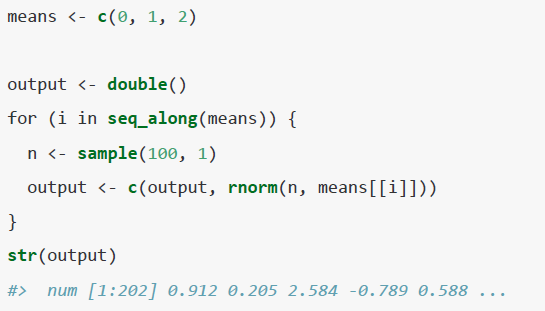 means <- c(0, 1, 2)
output <- double()
for (i in seq_along(means)) {
  n <- sample(100, 1)
  output <- c(output, rnorm(n, means[[i]]))
}
str(output)
#>  num [1:202] 0.912 0.205 2.584 -0.789 0.588 ...